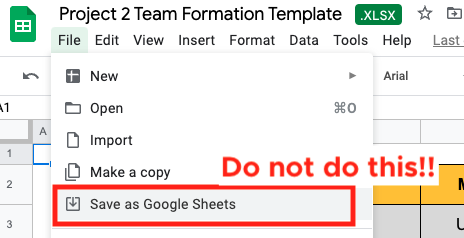 Project 2 Team Formation Template .XLSX
File Edit View Insert Format Data Tools Help Last
Arial
A1
A
1
New
Open ⌘O
Import
2
Make a copy
Do not do this!!
M
Save as Google Sheets
3
U